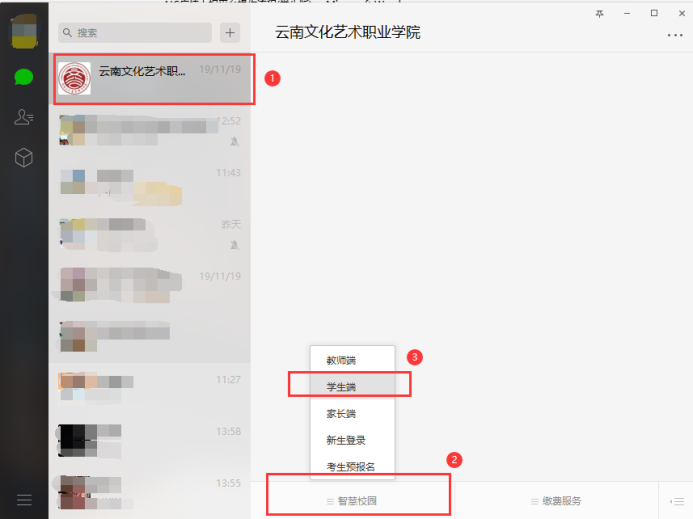 搜索
云南文化艺术职业学院
云南文化艺术职...
19/11/19
1
12:52
11:43
昨天
19/11/19
11:27
13:58
13:55
教师端
3
学生端
家长端
新生登录
考生预报名
2
智慧校园
缴费服务